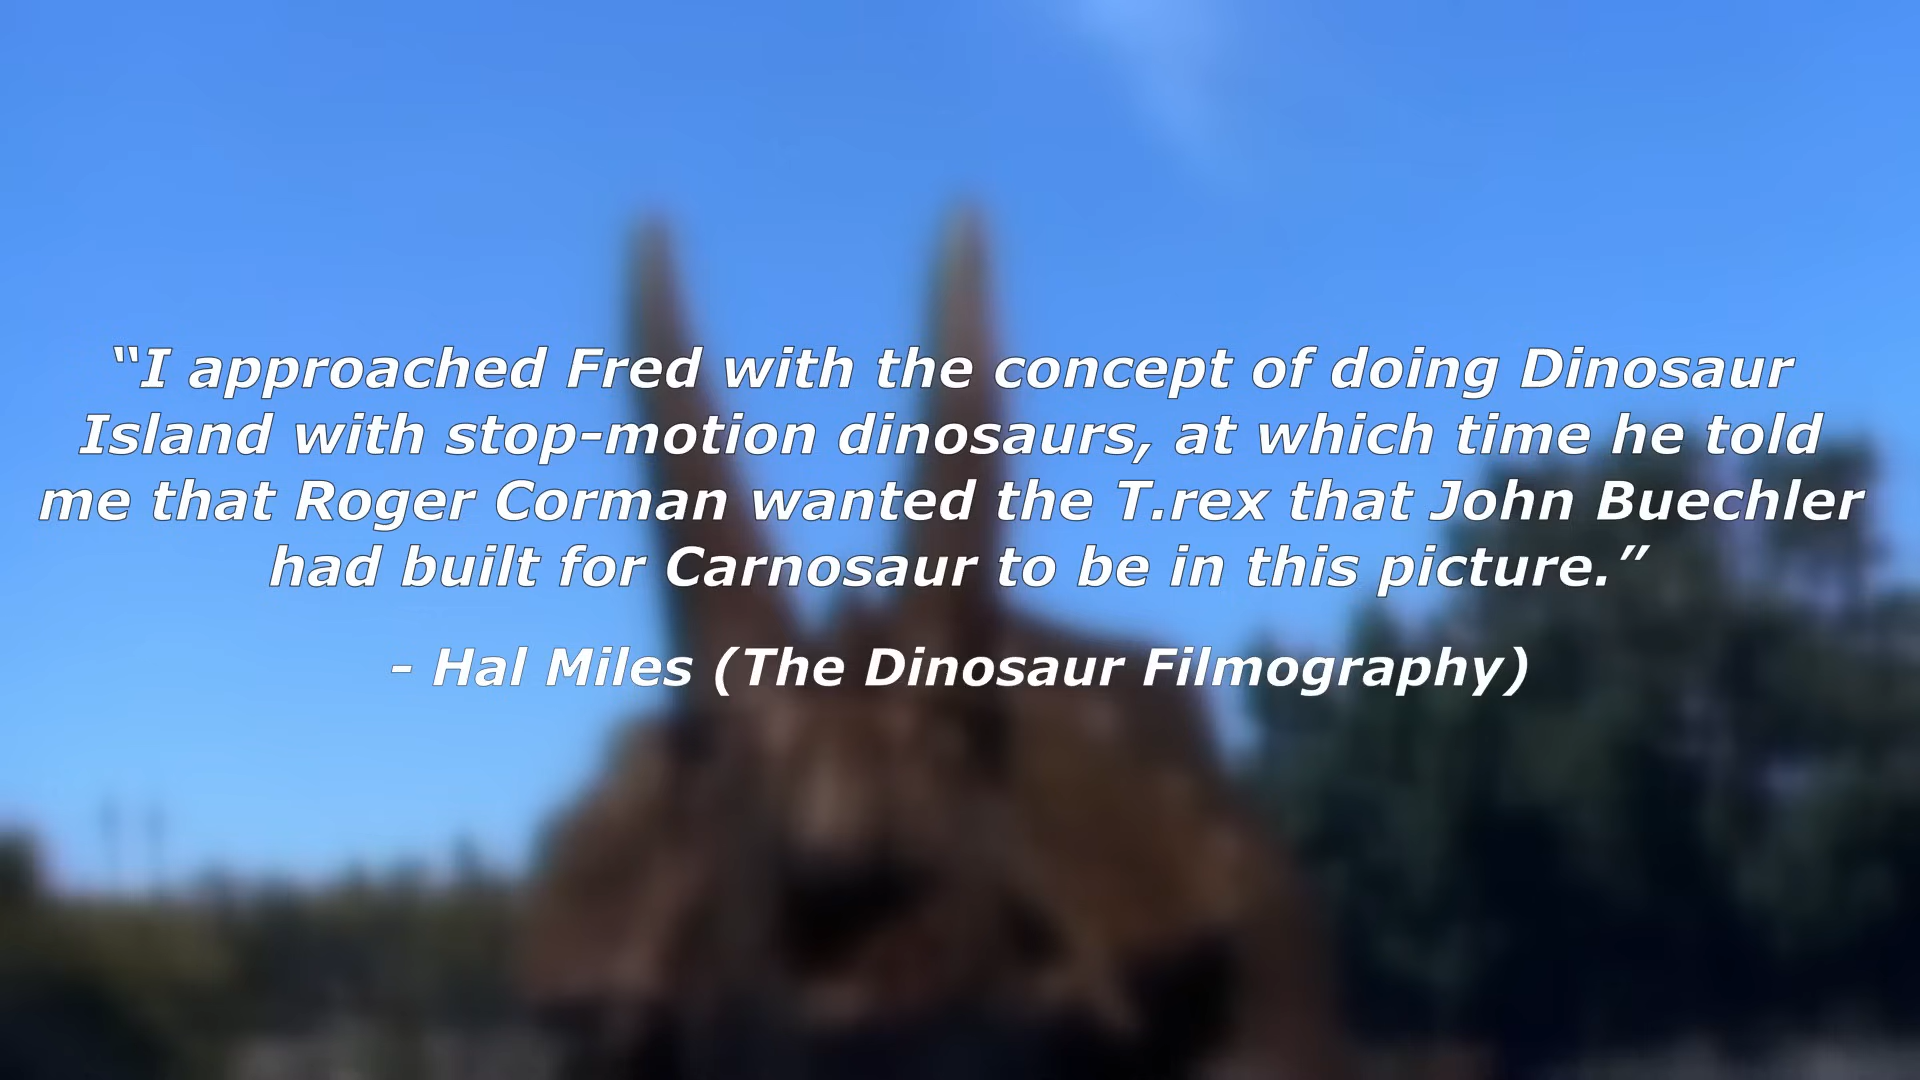 “I approached Fred with the concept of doing Dinosaur
Island with stop-motion dinosaurs, at which time he told
me that Roger Corman wanted the T.rex that John Buechler
had built for Carnosaur to be in this picture.”
- Hal Miles (The Dinosaur Filmography)